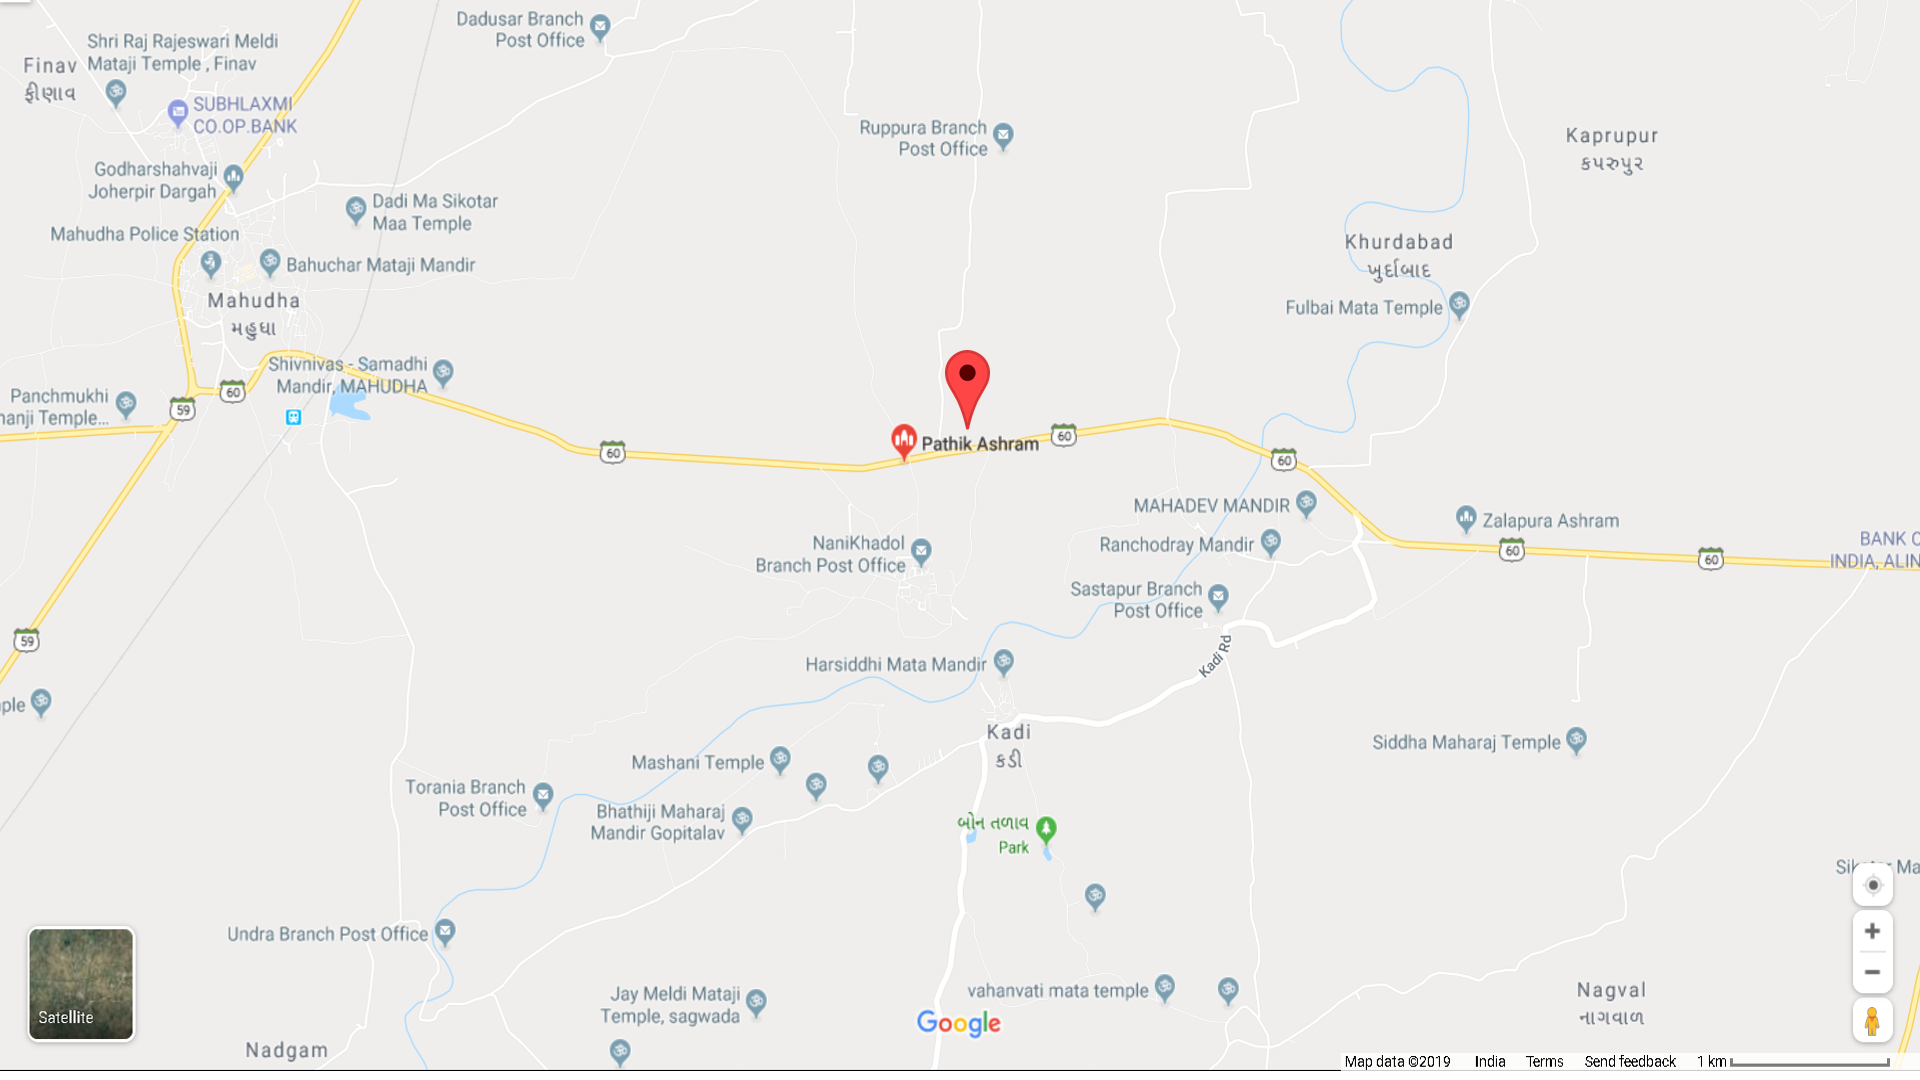 Dadusar Branch
Post Office
Shri Raj Rajeswari Meldi
Mataji Temple , Finav
Finav
ફીણાવ
SUBHLAXMI
CO.OP.BANK
Ruppura Branch
Post Office
Kaprupur
કપરુપુર
Godharshahvaji
Joherpir Dargah
Dadi Ma Sikotar
Maa Temple
Mahudha Police Station
Bahuchar Mataji Mandir
Khurdabad
ખુર્દાબાદ
Mahudha
મહુધા
Fulbai Mata Temple
Shivnivas - Samadhi
Mandir, MAHUDHA
Panchmukhi
hanji Temple...
60
59
60
Pathik Ashram
60
60
MAHADEV MANDIR
Zalapura Ashram
NaniKhadol
Branch Post Office
Ranchodray Mandir
60
60
BANK O
INDIA, ALIN
Sastapur Branch
Post Office
59
Kadi Rd
Harsiddhi Mata Mandir
ple
Kadi
કડી
Siddha Maharaj Temple
Mashani Temple
Torania Branch
Post Office
Bhathiji Maharaj
Mandir Gopitalav
બોન તળાવ
Park
Undra Branch Post Office
Jay Meldi Mataji
Temple, sagwada
vahanvati mata temple
Nagval
નાગવાળ
Satellite
Google
Nadgam
Map data ©2019 India Terms Send feedback 1 km